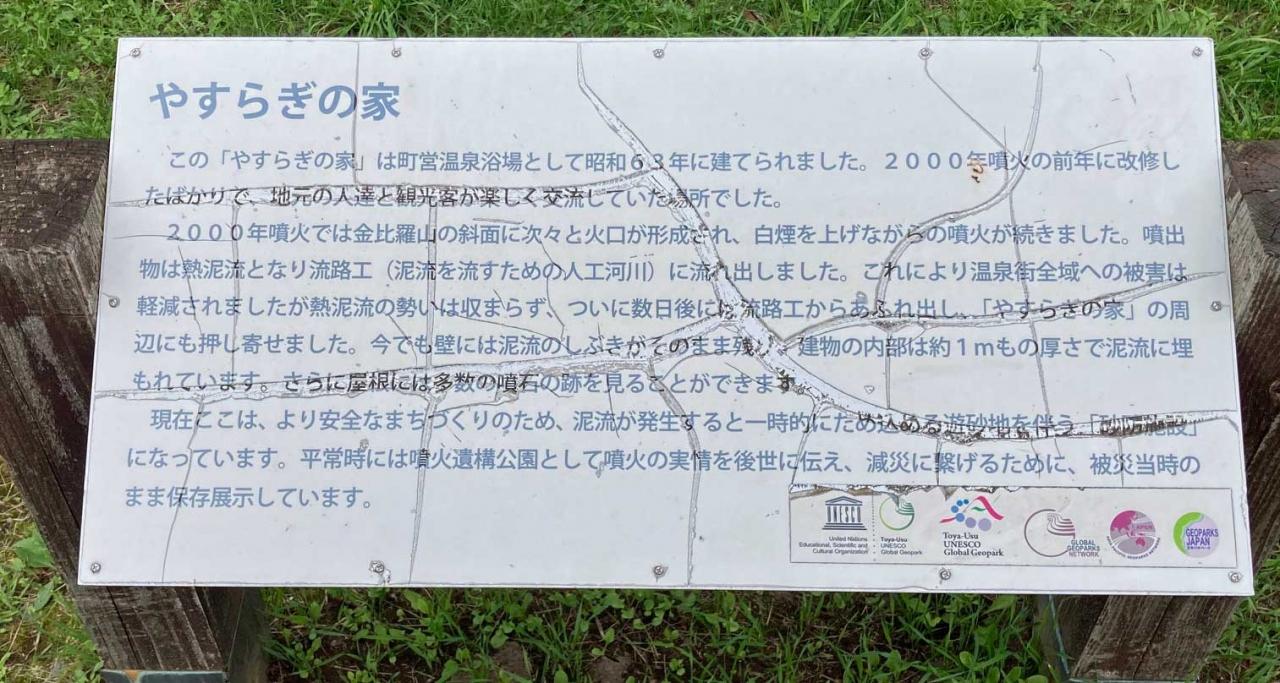 やすらぎの家
この「やすらぎの家」は町営温泉浴場として昭和63年に建てられました。2000年噴火の前年に改修し
たばかりで、地元の人達と観光客が楽しく交流していた場所でした。
2000年噴火では金比羅山の斜面に次々と火口が形成され、白煙を上げながらの噴火が続きました。噴出
物は熱泥流となり流路工（泥流を流すための人工河川）に流れ出しました。これにより温泉街全域への被害は
軽減されましたが熱泥流の勢いは収まらず、ついに数日後には流路工からあふれ出し、「やすらぎの家」の周
辺にも押し寄せました。今でも壁には泥流のしぶきがそのまま残り、建物の内部は約1mもの厚さで泥流に埋
もれています。さらに屋根には多数の噴石の跡を見ることができます。
現在ここは、より安全なまちづくりのため、泥流が発生すると一時的にため込める遊砂地を伴う「砂防施設」
になっています。平常時には噴火遺構公園として噴火の実情を後世に伝え、減災に繋げるために、被災当時の
まま保存展示しています。
UNESCO
United Nations
Educational, Scientific and
Cultural Organization
Toya-Usu
UNESCO
Global Geopark
Toya-Usu
UNESCO
Global Geopark
GLOBAL
GEOPARKS
NETWORK
JAPAN
GEOPARKS
JAPAN